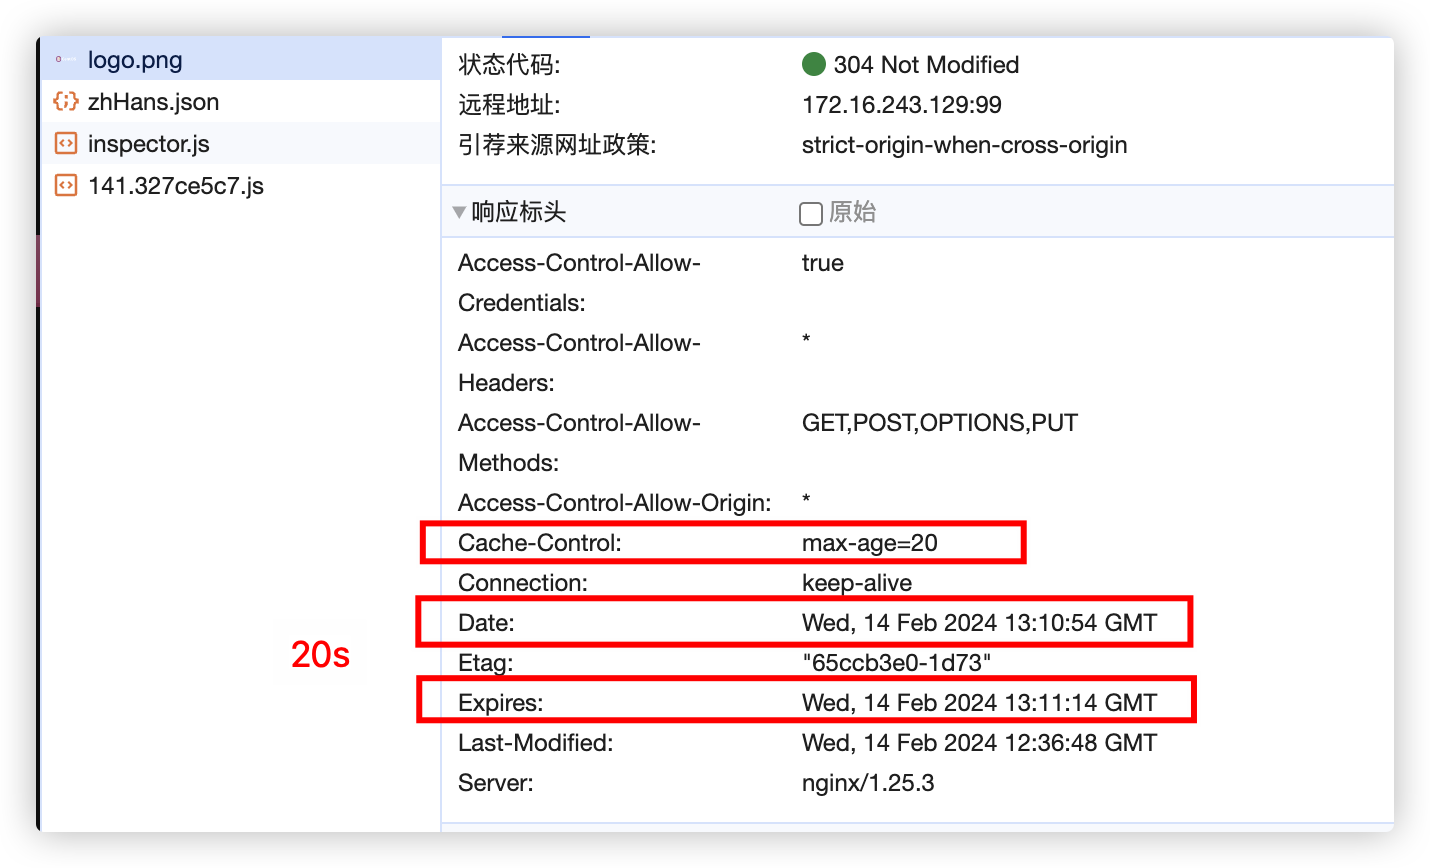 logo.png
zhHans.json
inspector.js
141.327ce5c7.js
状态代码: 304 Not Modified
远程地址: 172.16.243.129:99
引荐来源网址政策: strict-origin-when-cross-origin
响应标头 原始
Access-Control-Allow- true
Credentials:
Access-Control-Allow- *
Headers:
Access-Control-Allow- GET,POST,OPTIONS,PUT
Methods:
Access-Control-Allow-Origin: *
Cache-Control: max-age=20
Connection: keep-alive
Date: Wed, 14 Feb 2024 13:10:54 GMT
20s
Etag: "65ccb3e0-1d73"
Expires: Wed, 14 Feb 2024 13:11:14 GMT
Last-Modified: Wed, 14 Feb 2024 12:36:48 GMT
Server: nginx/1.25.3